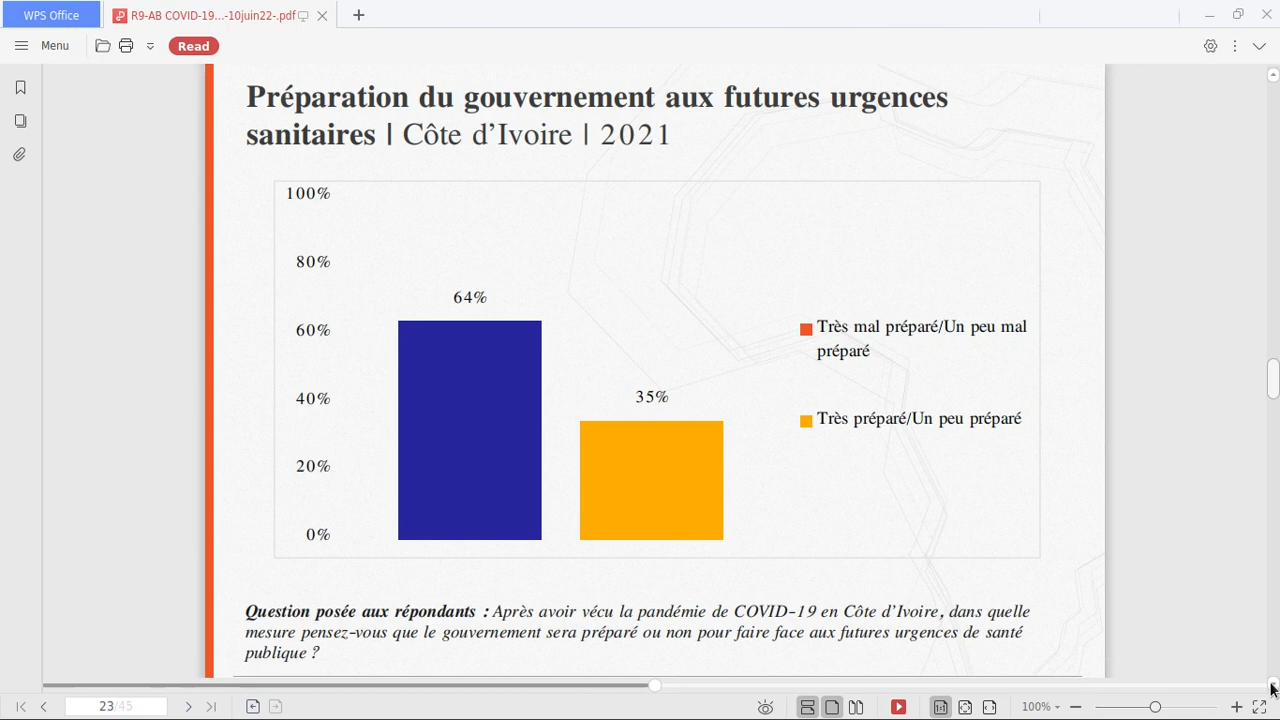 WPS Office
R9-AB COVID-19...-10juin22-.pdf
Menu
Read
Préparation du gouvernement aux futures urgences
sanitaires | Côte d’Ivoire | 2021
100%
80%
60%
40%
20%
0%
64%
35%
Très mal préparé/Un peu mal
préparé
Très préparé/Un peu préparé
Question posée aux répondants : Après avoir vécu la pandémie de COVID-19 en Côte d’Ivoire, dans quelle
mesure pensez-vous que le gouvernement sera préparé ou non pour faire face aux futures urgences de santé
publique ?
23/45
100%